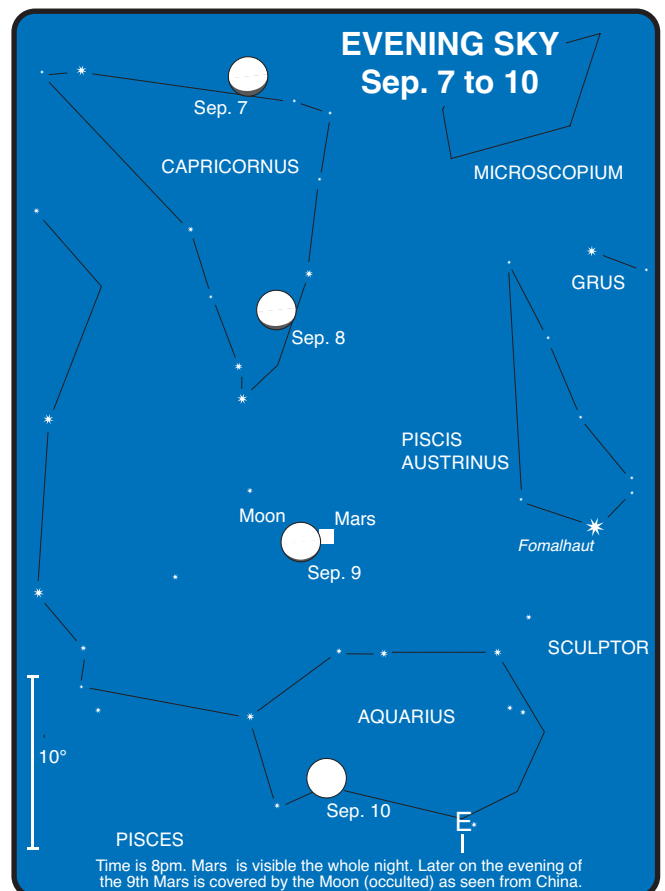 EVENING SKY
Sep. 7 to 10
Sep. 7
CAPRICORNUS
MICROSCOPIUM
GRUS
Sep. 8
PISCIS
AUSTRINUS
Moon
Mars
Fomalhaut
Sep. 9
SCULPTOR
AQUARIUS
10°
Sep. 10
E
PISCES
Time is 8pm. Mars is visible the whole night. Later on the evening of
the 9th Mars is covered by the Moon (occulted) as seen from China.